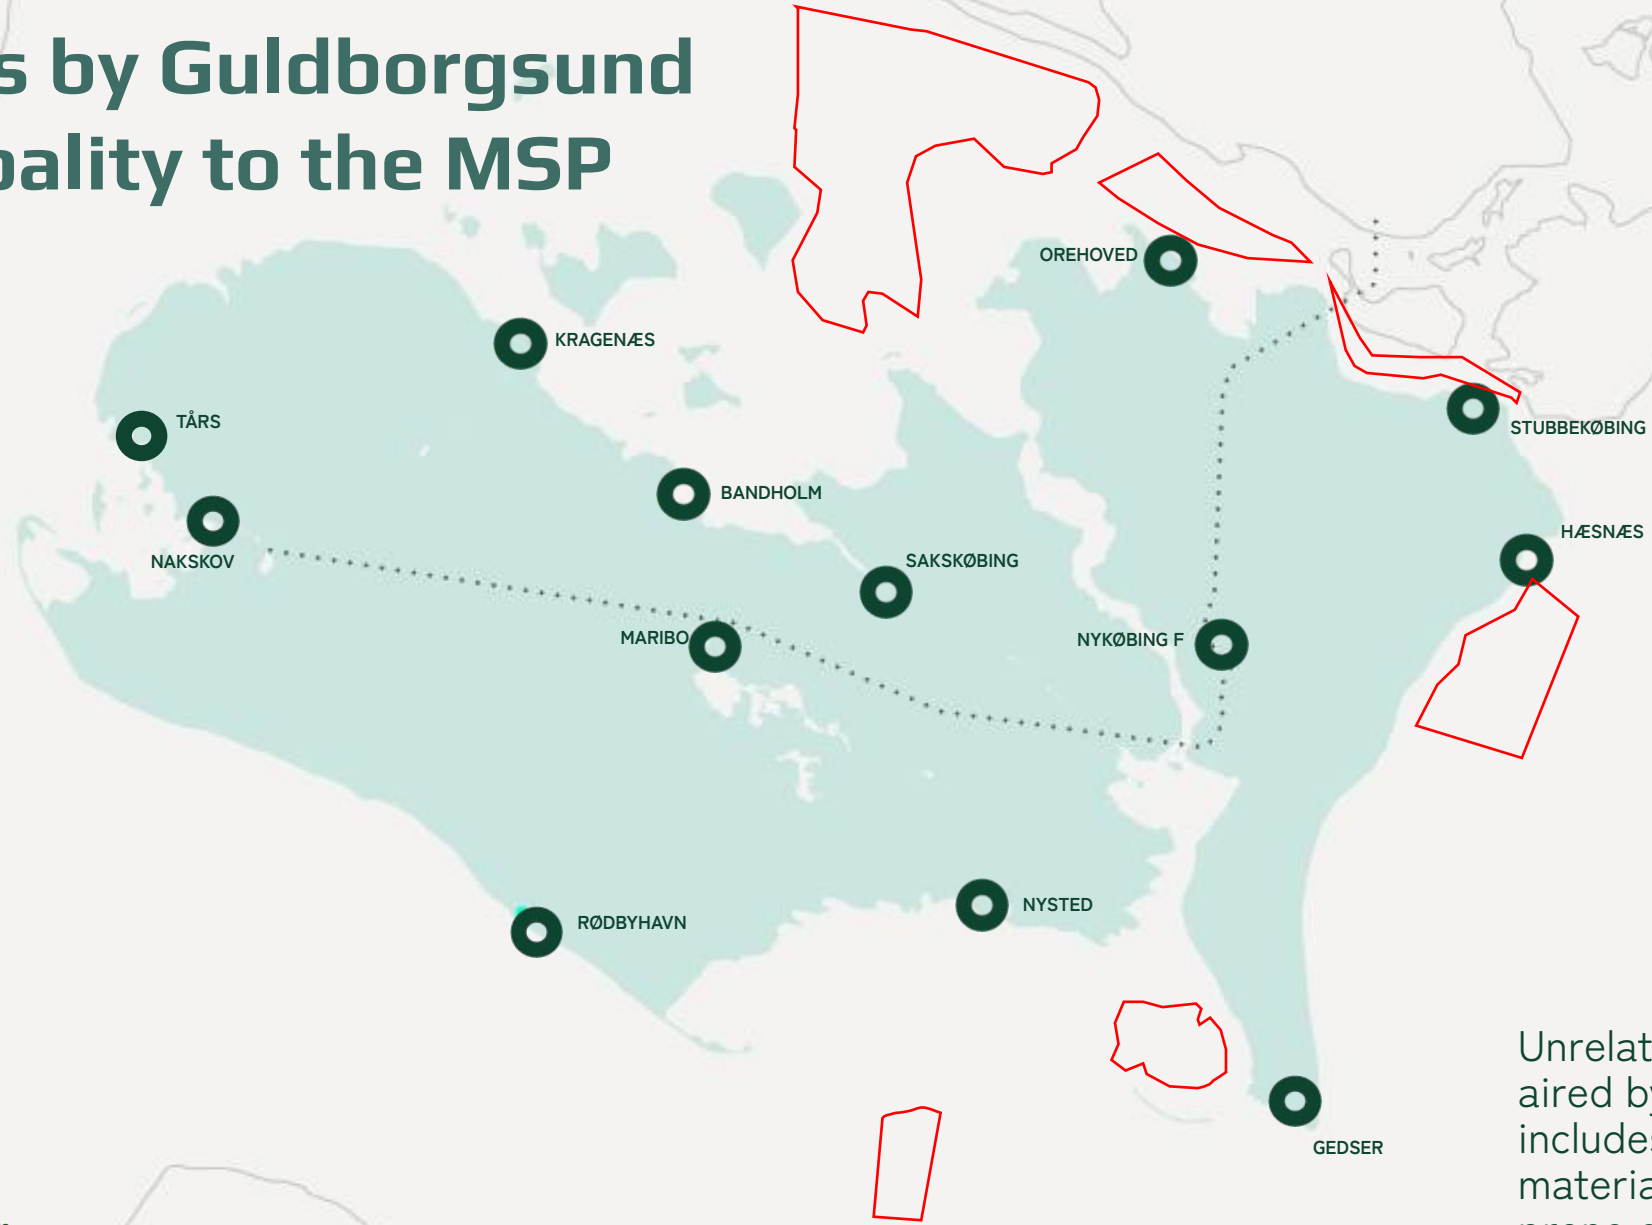 s by Guldborgsund
pality to the MSP
OREHOVED
KRAGENÆS
TÅRS
STUBBEKØBING
BANDHOLM
HÆSNÆS
NAKSKOV
SAKSKØBING
MARIBO
NYKØBING F
NYSTED
RØDBYHAVN
GEDSER
Unrelat
aired by
includes
materia